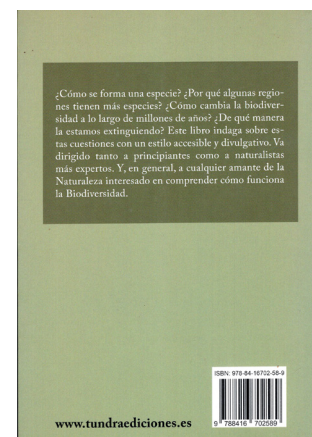 ¿Cómo se forma una especie? ¿Por qué algunas regio-
nes tienen más especies? ¿Cómo cambia la biodiver-
sidad a lo largo de millones de años? ¿De qué manera
la estamos extinguiendo? Este libro indaga sobre es-
tas cuestiones con un estilo accesible y divulgativo. Va
dirigido tanto a principiantes como a naturalistas
más expertos. Y, en general, a cualquier amante de la
Naturaleza interesado en comprender cómo funciona
la Biodiversidad.
ISBN: 978-84-16702-58-9
9 788416 702589
www.tundraediciones.es